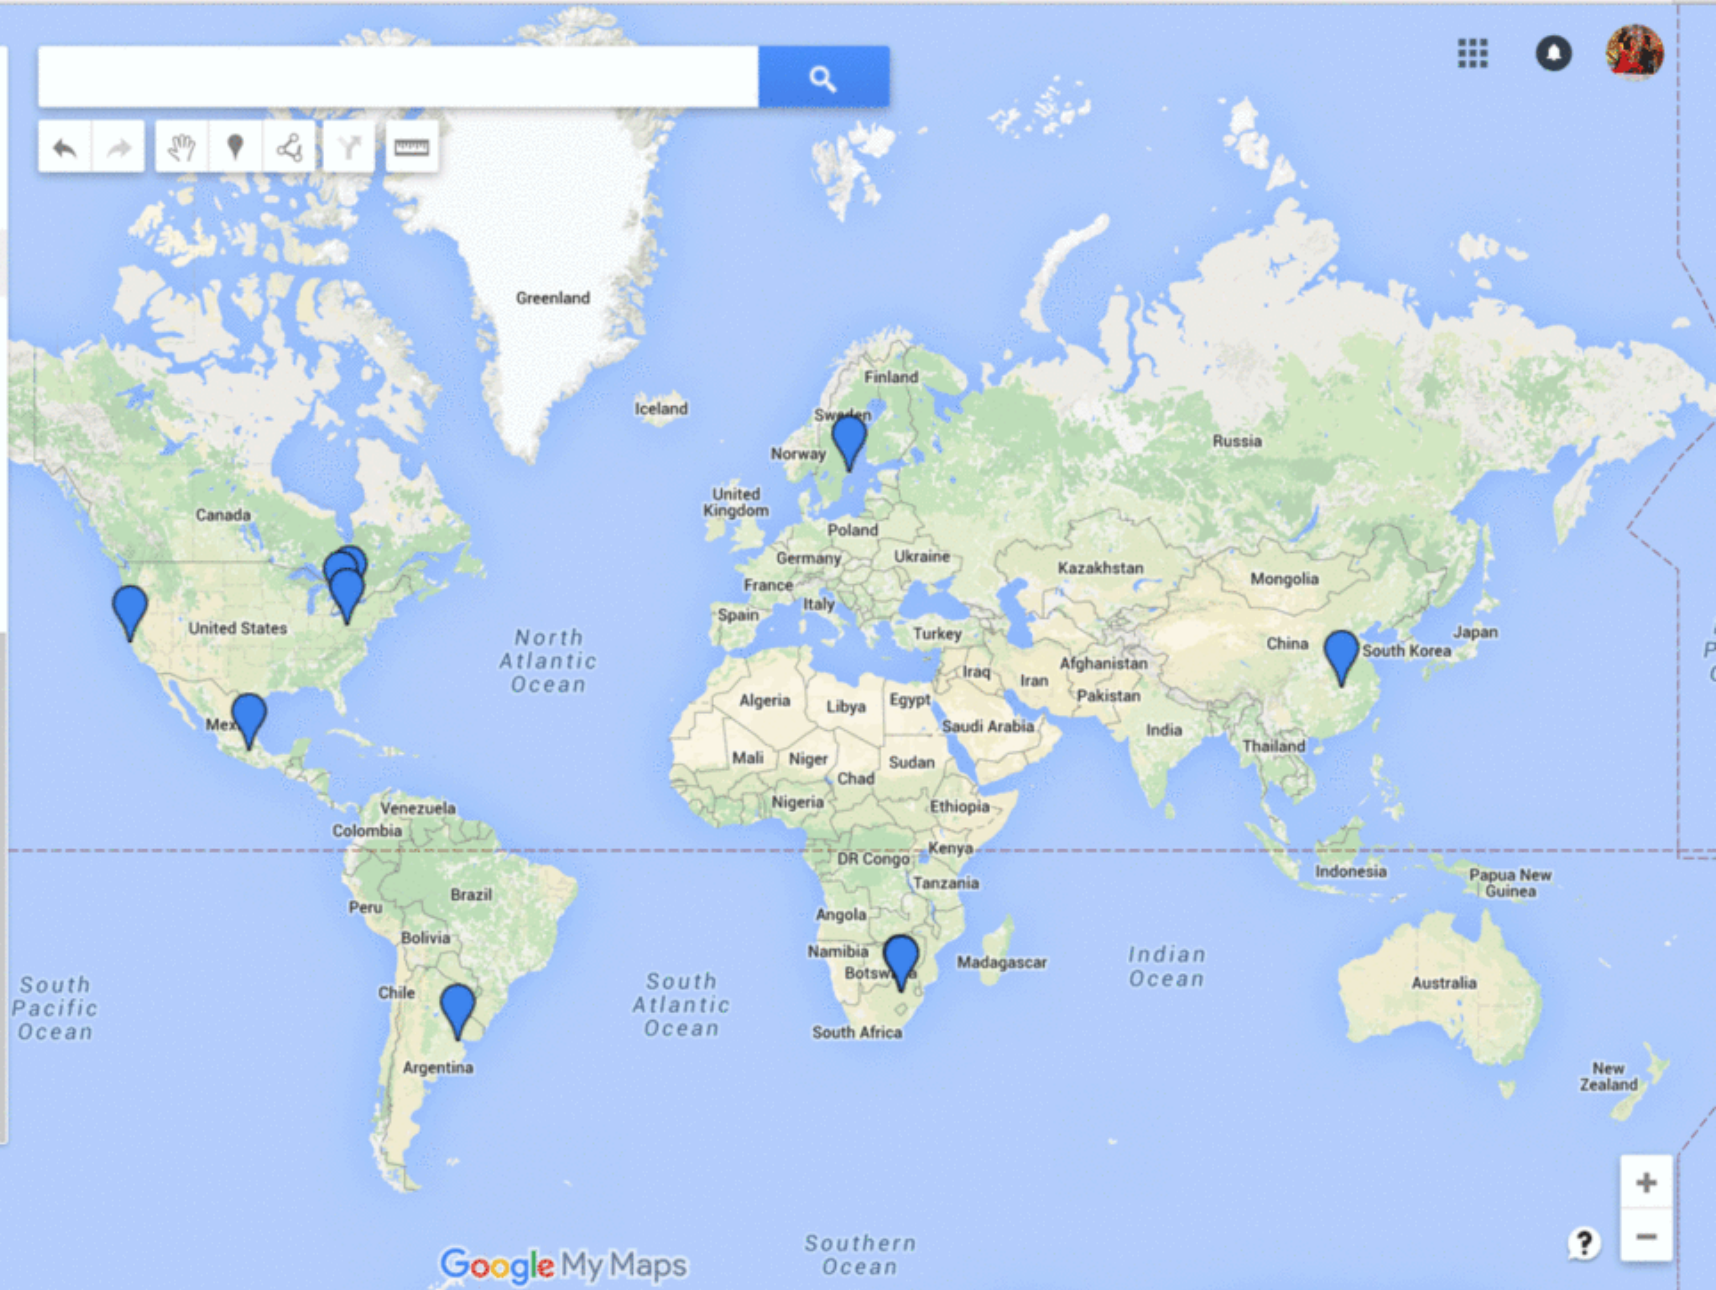 Greenland
Iceland
Finland
Sweden
Norway
Russia
United
Kingdom
Canada
Poland
Germany
Ukraine
France
Kazakhstan
Mongolia
Italy
Spain
United States
Turkey
Japan
China
South Korea
North
Atlantic
Ocean
Afghanistan
Iraq
Iran
Pakistan
Algeria
Libya
Egypt
Saudi Arabia
India
Mex
Thailand
Mali
Niger
Sudan
Chad
Nigeria
Ethiopia
Venezuela
Colombia
Kenya
DR Congo
Indonesia
Papua New
Guinea
Tanzania
Brazil
Peru
Angola
Bolivia
Namibia
Botswana
Madagascar
Indian
Ocean
Australia
South
Pacific
Ocean
Chile
South
Atlantic
Ocean
South Africa
Argentina
New
Zealand
Southern
Ocean
Google My Maps
+
−
?